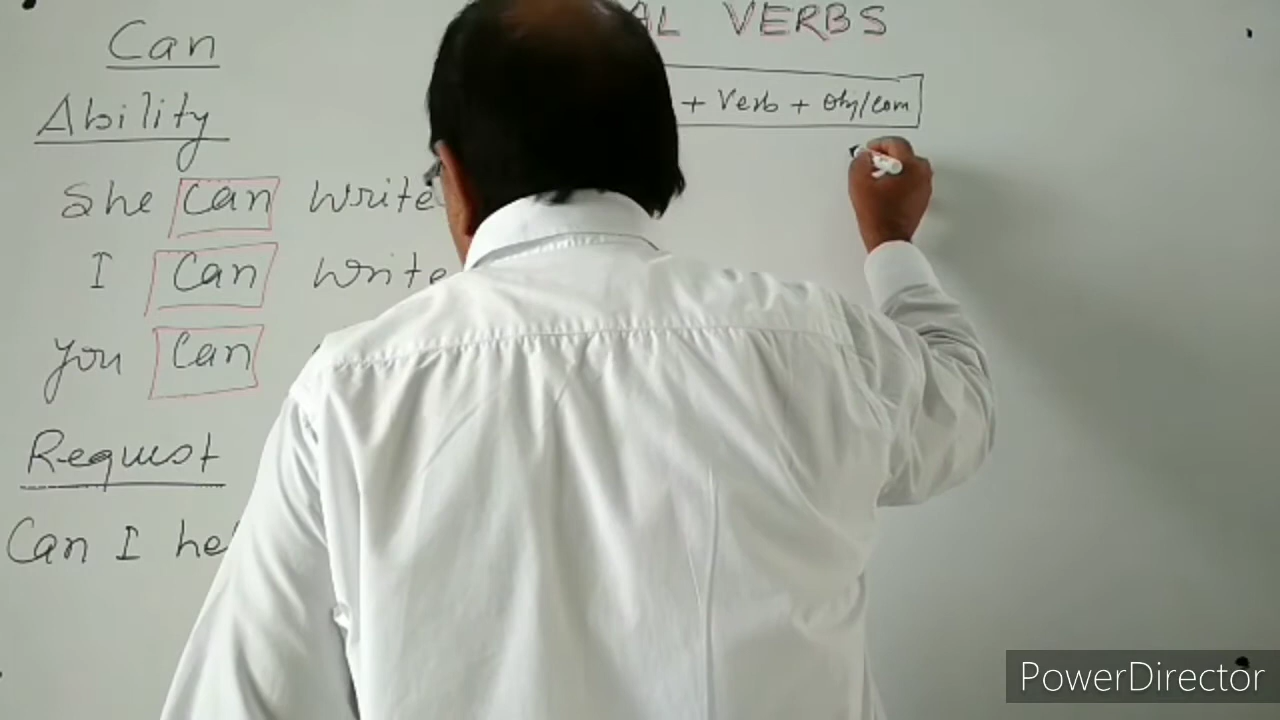 Can
AL VERBS
Ability
+ Verb + Obj/com
She can write
I can write
you can
Request
Can I he
PowerDirector